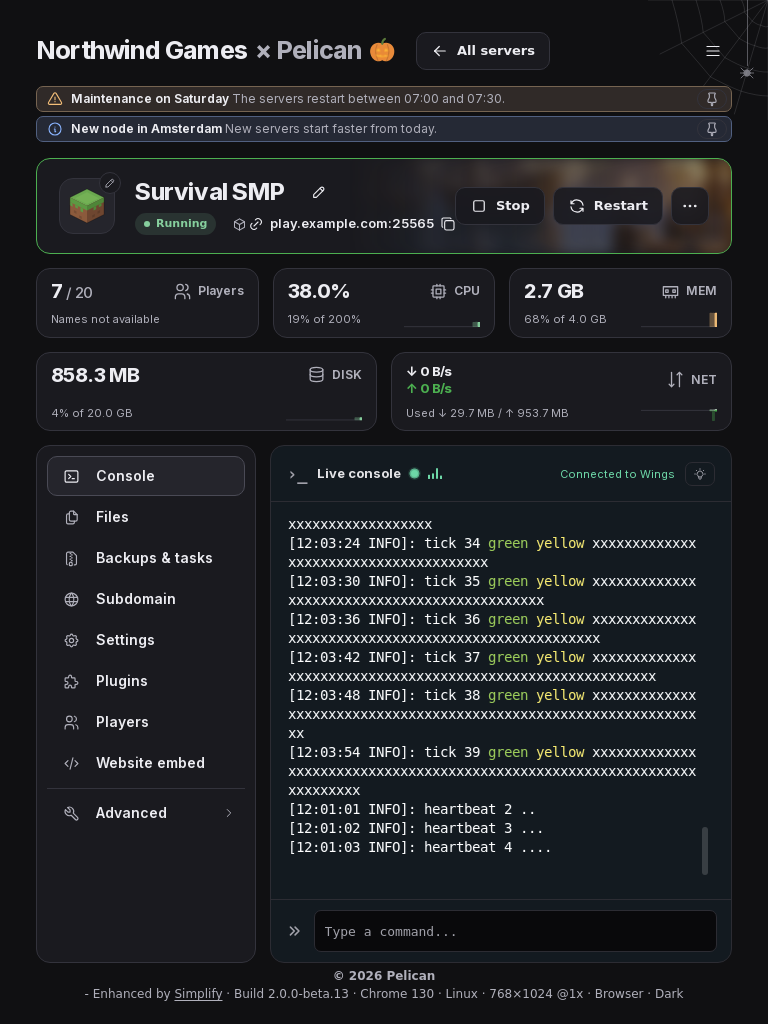 Northwind Games × Pelican 🎃
All servers
Maintenance on Saturday The servers restart between 07:00 and 07:30.
New node in Amsterdam New servers start faster from today.
Survival SMP
Running
play.example.com:25565
Stop
Restart
7 / 20
Players
Names not available
38.0%
CPU
19% of 200%
2.7 GB
MEM
68% of 4.0 GB
858.3 MB
DISK
4% of 20.0 GB
↓ 0 B/s
↑ 0 B/s
NET
Used ↓ 29.7 MB / ↑ 953.7 MB
Console
Files
Backups & tasks
Subdomain
Settings
Plugins
Players
Website embed
Advanced
Live console
Connected to Wings
xxxxxxxxxxxxxxxxxx
[12:03:24 INFO]: tick 34 green yellow xxxxxxxxxxxxx
xxxxxxxxxxxxxxxxxxxxxxxxx
[12:03:30 INFO]: tick 35 green yellow xxxxxxxxxxxxx
xxxxxxxxxxxxxxxxxxxxxxxxxxxxxxxx
[12:03:36 INFO]: tick 36 green yellow xxxxxxxxxxxxx
xxxxxxxxxxxxxxxxxxxxxxxxxxxxxxxxxxxxxxx
[12:03:42 INFO]: tick 37 green yellow xxxxxxxxxxxxx
xxxxxxxxxxxxxxxxxxxxxxxxxxxxxxxxxxxxxxxxxxxxxx
[12:03:48 INFO]: tick 38 green yellow xxxxxxxxxxxxx
xxxxxxxxxxxxxxxxxxxxxxxxxxxxxxxxxxxxxxxxxxxxxxxxxxx
xx
[12:03:54 INFO]: tick 39 green yellow xxxxxxxxxxxxx
xxxxxxxxxxxxxxxxxxxxxxxxxxxxxxxxxxxxxxxxxxxxxxxxxxx
xxxxxxxxx
[12:01:01 INFO]: heartbeat 2 ..
[12:01:02 INFO]: heartbeat 3 ...
[12:01:03 INFO]: heartbeat 4 ....
Type a command...
© 2026 Pelican
- Enhanced by Simplify · Build 2.0.0-beta.13 · Chrome 130 · Linux · 768×1024 @1x · Browser · Dark